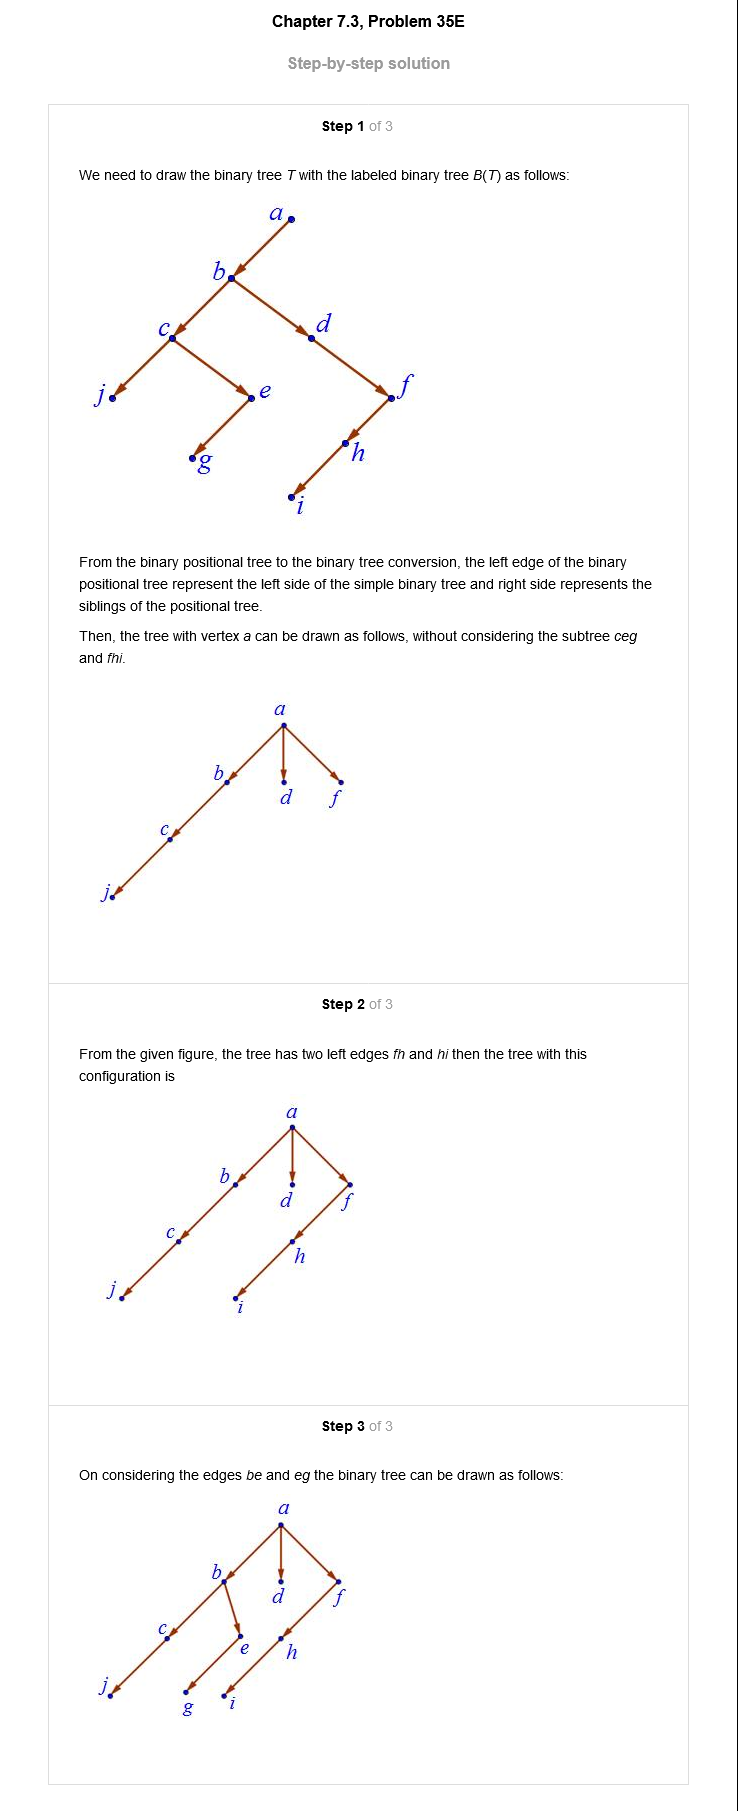 Chapter 7.3, Problem 35E
Step-by-step solution
Step 1 of 3
We need to draw the binary tree T with the labeled binary tree B(T) as follows:
a
b
d
c
j
e
f
g
h
i
From the binary positional tree to the binary tree conversion, the left edge of the binary
positional tree represent the left side of the simple binary tree and right side represents the
siblings of the positional tree.
Then, the tree with vertex a can be drawn as follows, without considering the subtree ceg
and fhi.
a
b
d
f
c
j
Step 2 of 3
From the given figure, the tree has two left edges fh and hi then the tree with this
configuration is
a
b
d
f
c
h
j
i
Step 3 of 3
On considering the edges be and eg the binary tree can be drawn as follows:
a
b
d
f
c
e
h
j
g
i